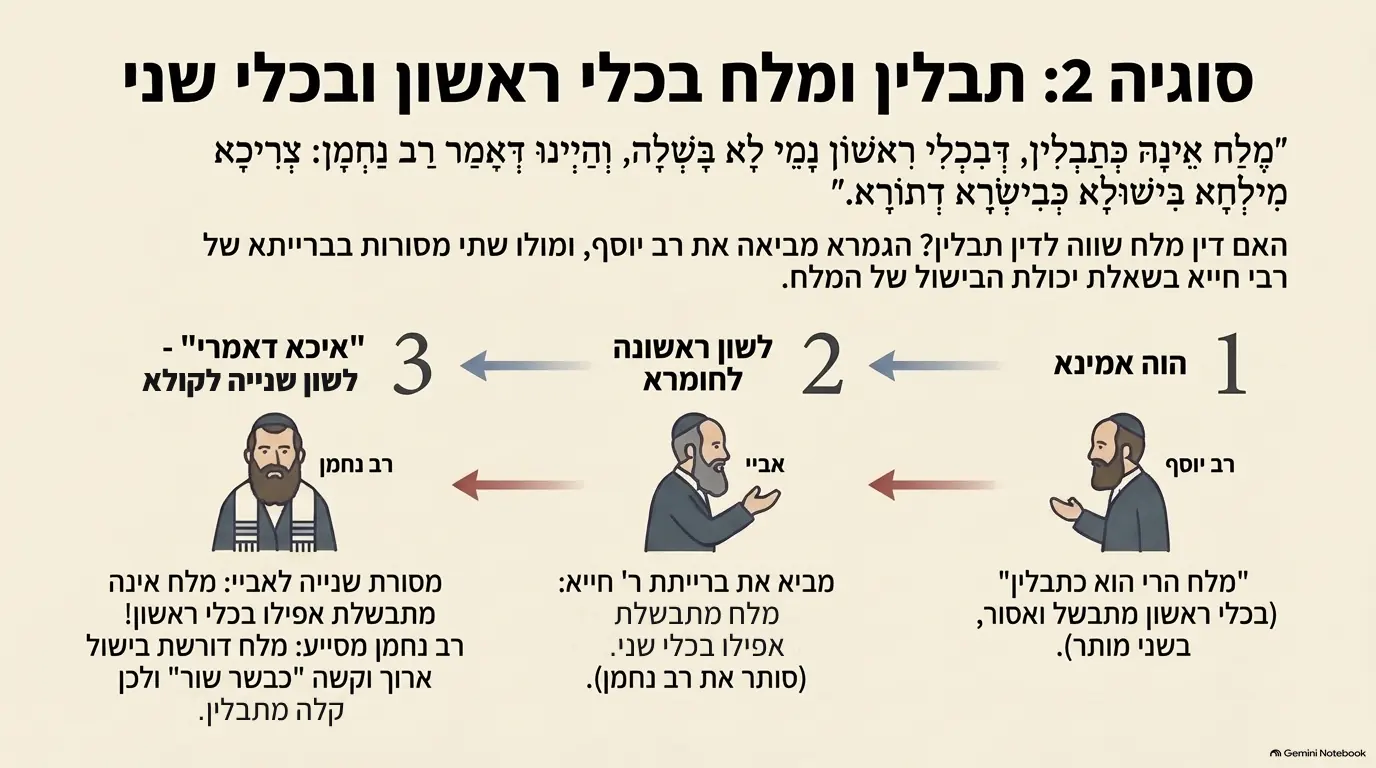 סוגיה 2: תבלין ומלח בכלי ראשון ובכלי שני
"מֶלַח אֵינָהּ כְּתַבְלִין, דְּבִכְלִי רִאשׁוֹן נָמֵי לָא בָּשְׁלָה, וְהַיְינוּ דְּאָמַר רַב נַחְמָן: צְרִיכָא
מִילְחָא בִּישׁוּלָא כְּבִישְׂרָא דְתוֹרָא."
האם דין מלח שווה לדין תבלין? הגמרא מביאה את רב יוסף, ומולו שתי מסורות בברייתא של
רבי חייא בשאלת יכולת הבישול של המלח.
1
הוה אמינא
רב יוסף
"מלח הרי הוא כתבלין"
(בכלי ראשון מתבשל ואסור,
בשני מותר).
2
לשון ראשונה
לחומרא
אביי
מביא את ברייתת ר' חייא:
מלח מתבשלת
אפילו בכלי שני.
(סותר את רב נחמן).
3
"איכא דאמרי" -
לשון שנייה לקולא
רב נחמן
מסורת שנייה לאביי: מלח אינה
מתבשלת אפילו בכלי ראשון!
רב נחמן מסייע: מלח דורשת בישול
ארוך וקשה "כבשר שור" ולכן
קלה מתבלין.
Gemini Notebook